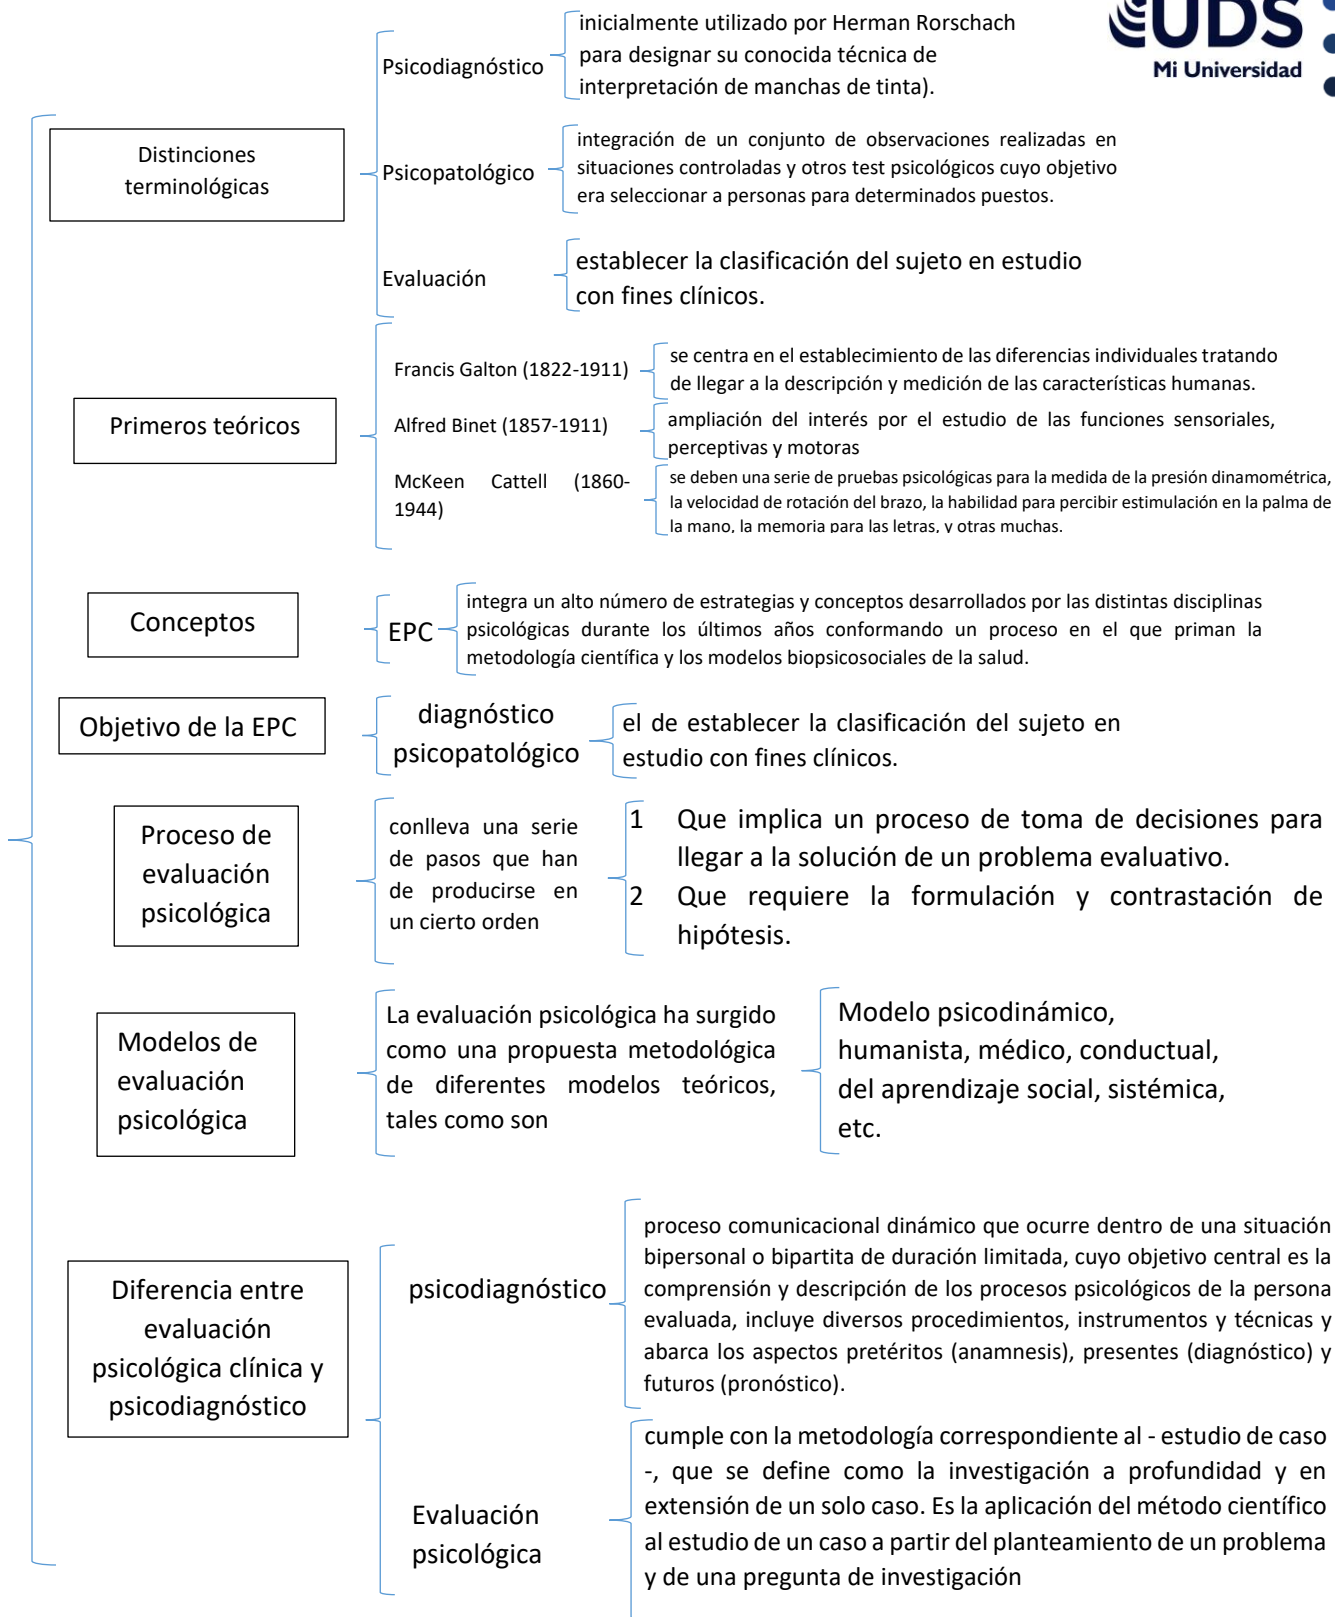 UDS
Mi Universidad
inicialmente utilizado por Herman Rorschach
para designar su conocida técnica de
interpretación de manchas de tinta).
Psicodiagnóstico
Distinciones
terminológicas
integración de un conjunto de observaciones realizadas en
situaciones controladas y otros test psicológicos cuyo objetivo
era seleccionar a personas para determinados puestos.
Psicopatológico
establecer la clasificación del sujeto en estudio
con fines clínicos.
Evaluación
Primeros teóricos
Francis Galton (1822-1911)
se centra en el establecimiento de las diferencias individuales tratando
de llegar a la descripción y medición de las características humanas.
Alfred Binet (1857-1911)
ampliación del interés por el estudio de las funciones sensoriales,
perceptivas y motoras
McKeen Cattell (1860-
1944)
se deben una serie de pruebas psicológicas para la medida de la presión dinamométrica,
la velocidad de rotación del brazo, la habilidad para percibir estimulación en la palma de
la mano, la memoria para las letras, y otras muchas.
Conceptos
EPC
integra un alto número de estrategias y conceptos desarrollados por las distintas disciplinas
psicológicas durante los últimos años conformando un proceso en el que priman la
metodología científica y los modelos biopsicosociales de la salud.
Objetivo de la EPC
diagnóstico
psicopatológico
el de establecer la clasificación del sujeto en
estudio con fines clínicos.
Proceso de
evaluación
psicológica
conlleva una serie
de pasos que han
de producirse en
un cierto orden
1 Que implica un proceso de toma de decisiones para
llegar a la solución de un problema evaluativo.
2 Que requiere la formulación y contrastación de
hipótesis.
Modelos de
evaluación
psicológica
La evaluación psicológica ha surgido
como una propuesta metodológica
de diferentes modelos teóricos,
tales como son
Modelo psicodinámico,
humanista, médico, conductual,
del aprendizaje social, sistémica,
etc.
Diferencia entre
evaluación
psicológica clínica y
psicodiagnóstico
psicodiagnóstico
proceso comunicacional dinámico que ocurre dentro de una situación
bipersonal o bipartita de duración limitada, cuyo objetivo central es la
comprensión y descripción de los procesos psicológicos de la persona
evaluada, incluye diversos procedimientos, instrumentos y técnicas y
abarca los aspectos pretéritos (anamnesis), presentes (diagnóstico) y
futuros (pronóstico).
Evaluación
psicológica
cumple con la metodología correspondiente al - estudio de caso
-, que se define como la investigación a profundidad y en
extensión de un solo caso. Es la aplicación del método científico
al estudio de un caso a partir del planteamiento de un problema
y de una pregunta de investigación